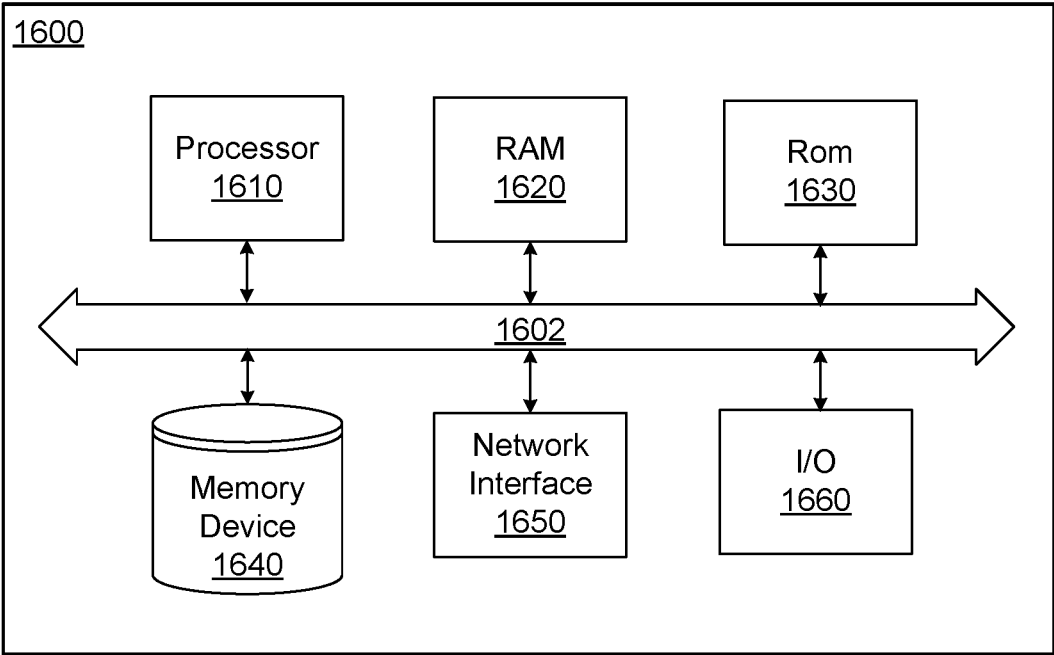 1600
Processor
1610
RAM
1620
Rom
1630
1602
Memory
Device
1640
Network
Interface
1650
I/O
1660